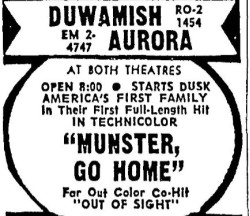 DUWAMISH RO-2 1454
EM 2-4747 AURORA
AT BOTH THEATRES
OPEN 8:00 • STARTS DUSK
AMERICA'S FIRST FAMILY
In Their First Full-Length Hit
IN TECHNICOLOR
"MUNSTER,
GO HOME"
Far Out Color Co-Hit
"OUT OF SIGHT"